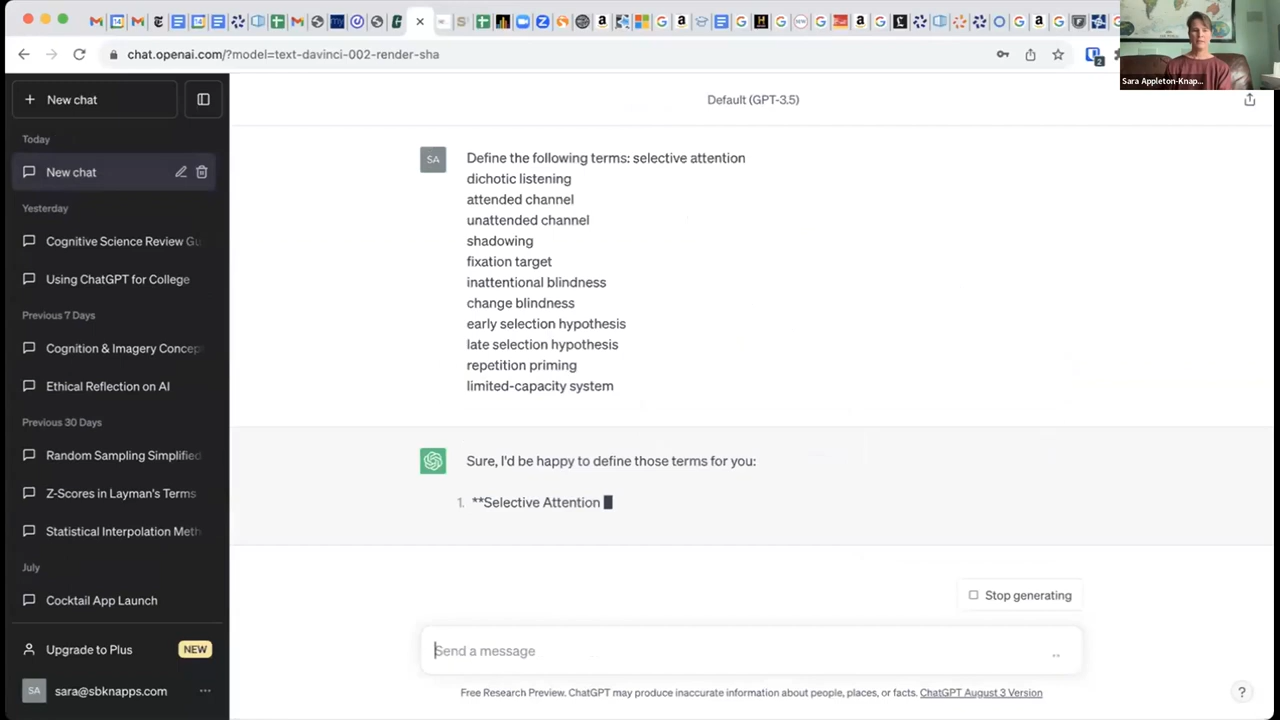 chat.openai.com/?model=text-davinci-002-render-sha
2
Sara Appleton-Knap...
New chat
Today
New chat
Yesterday
Cognitive Science Review Gu
Using ChatGPT for College
Previous 7 Days
Cognition & Imagery Concep
Ethical Reflection on AI
Previous 30 Days
Random Sampling Simplified
Z-Scores in Layman's Terms
Statistical Interpolation Meth
July
Cocktail App Launch
Upgrade to Plus
NEW
SA
sara@sbknapps.com
Default (GPT-3.5)
SA
Define the following terms: selective attention
dichotic listening
attended channel
unattended channel
shadowing
fixation target
inattentional blindness
change blindness
early selection hypothesis
late selection hypothesis
repetition priming
limited-capacity system
Sure, I'd be happy to define those terms for you:
1. **Selective Attention
Stop generating
Send a message
Free Research Preview. ChatGPT may produce inaccurate information about people, places, or facts. ChatGPT August 3 Version
?